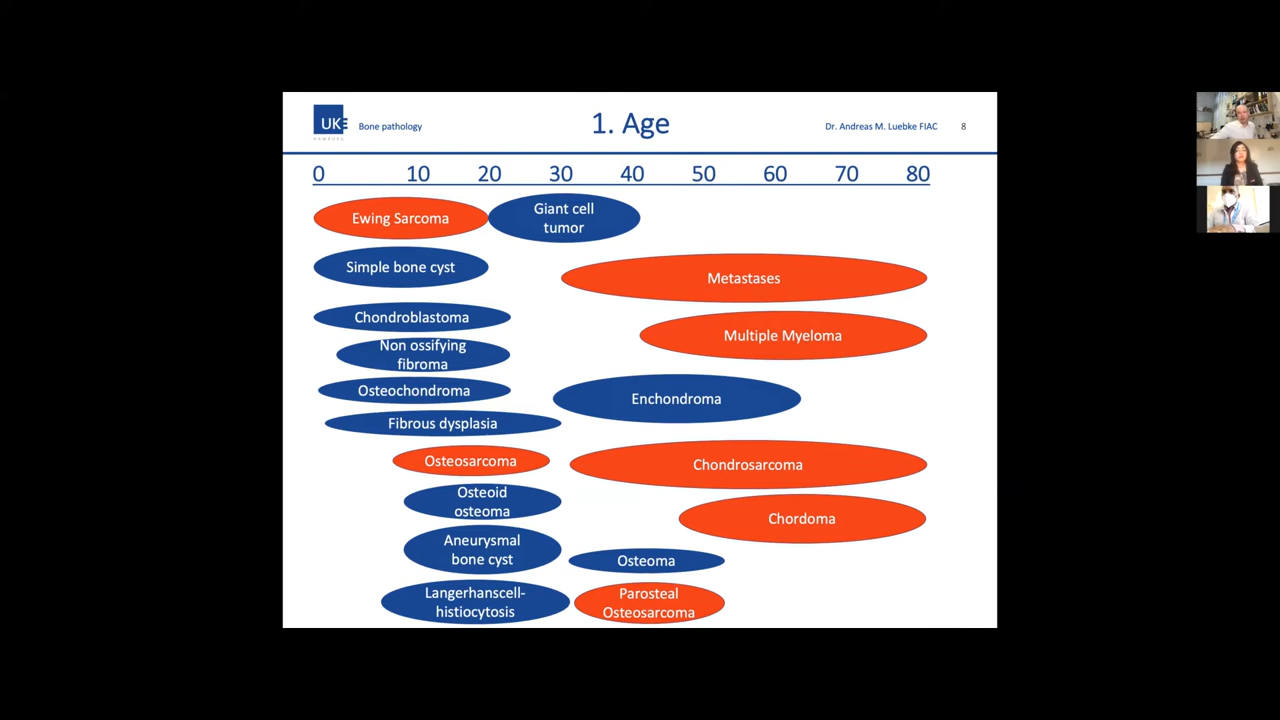 UKE
HAMBURG
Bone pathology
1. Age
Dr. Andreas M. Luebke FIAC
8
0 10 20 30 40 50 60 70 80
Ewing Sarcoma
Giant cell
tumor
Simple bone cyst
Metastases
Chondroblastoma
Multiple Myeloma
Non ossifying
fibroma
Osteochondroma
Enchondroma
Fibrous dysplasia
Osteosarcoma
Chondrosarcoma
Osteoid
osteoma
Chordoma
Aneurysmal
bone cyst
Osteoma
Langerhanscell-
histiocytosis
Parosteal
Osteosarcoma